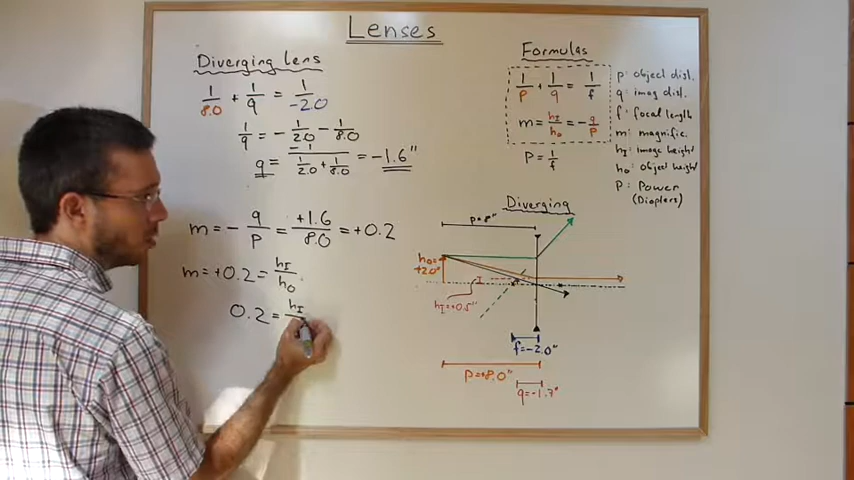 Lenses
Diverging lens
1/8.0 + 1/q = 1/-2.0
1/q = - 1/2.0 - 1/8.0
q = -1/(1/2.0 + 1/8.0) = -1.6"
m = - q/p = +1.6/8.0 = +0.2
m = +0.2 = hI/ho
0.2 = hI/
Formulas
1/p + 1/q = 1/f
m = hI/ho = - q/p
P = 1/f
p: object dist.
q: imag dist.
f: focal length
m: magnific.
hI: image height
ho: object height
P: Power
(Diopters)
Diverging
p=8"
ho=
+2.0"
hI=+0.5"
f=-2.0"
p=+8.0"
q=-1.7"